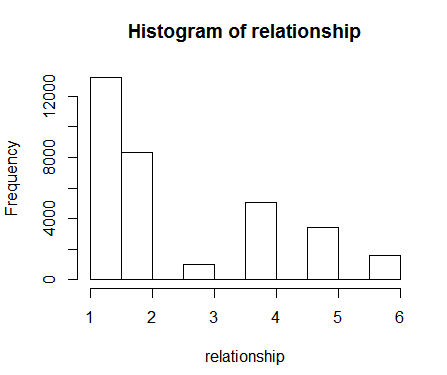 Histogram of relationship
Frequency
12000
8000
4000
0
1 2 3 4 5 6
relationship